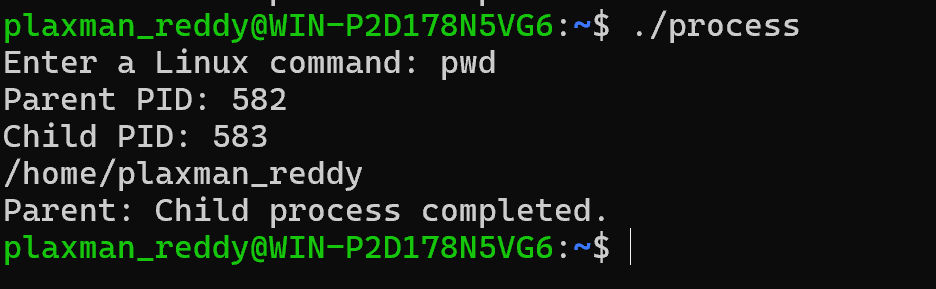 plaxman_reddy@WIN-P2D178N5VG6:~$ ./process
Enter a Linux command: pwd
Parent PID: 582
Child PID: 583
/home/plaxman_reddy
Parent: Child process completed.
plaxman_reddy@WIN-P2D178N5VG6:~$